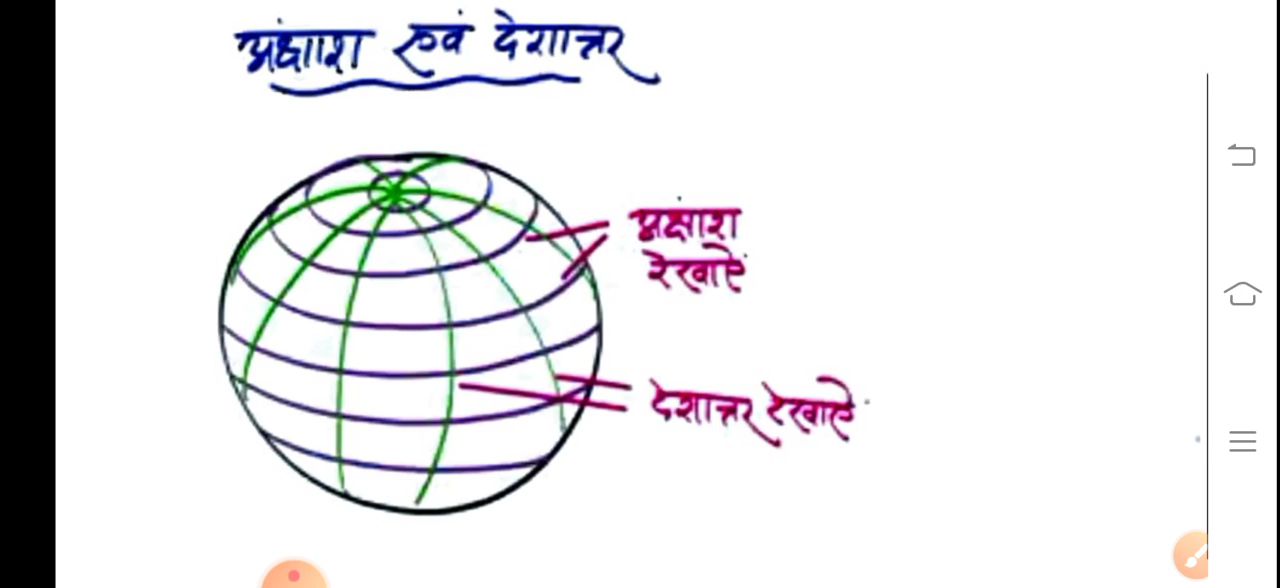 अक्षांश एवं देशान्तर
अक्षांश
रेखाऐं
देशान्तर रेखाऐं